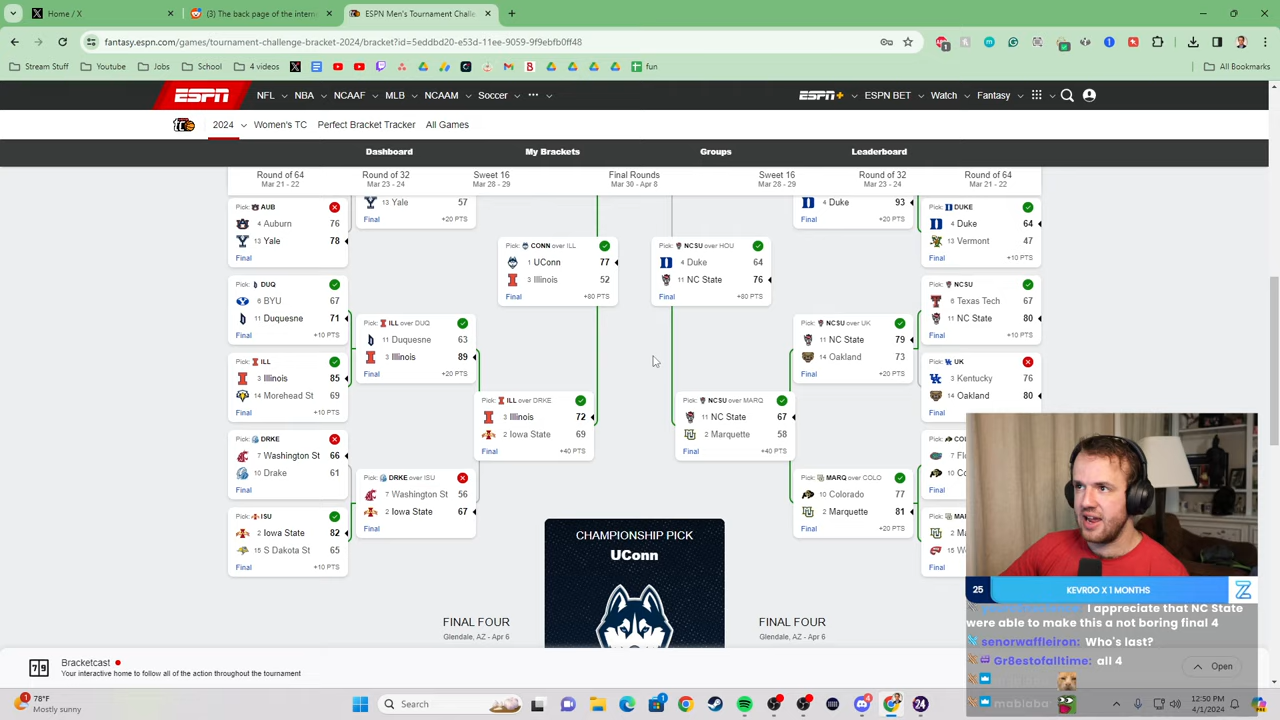 Home / X
(3) The back page of the intern
ESPN Men's Tournament Challe
fantasy.espn.com/games/tournament-challenge-bracket-2024/bracket?id=5eddbd20-e53d-11ee-9059-9f9ebfb0ff48
Stream Stuff Youtube Jobs School 4 videos fun All Bookmarks
ESPN NFL NBA NCAAF MLB NCAAM Soccer ••• ESPN+ ESPN BET Watch Fantasy
TC 2024 Women's TC Perfect Bracket Tracker All Games
Dashboard My Brackets Groups Leaderboard
Round of 64 Round of 32 Sweet 16 Final Rounds Sweet 16 Round of 32 Round of 64
Mar 21 - 22 Mar 23 - 24 Mar 28 - 29 Mar 30 - Apr 8 Mar 28 - 29 Mar 23 - 24 Mar 21 - 22
Pick: AUB
4 Auburn 76
13 Yale 78
Final
Pick: DUQ
6 BYU 67
11 Duquesne 71
Final +10 PTS
Pick: ILL
3 Illinois 85
14 Morehead St 69
Final +10 PTS
Pick: DRKE
7 Washington St 66
10 Drake 61
Final
Pick: ISU
2 Iowa State 82
15 S Dakota St 65
Final +10 PTS
13 Yale 57
Final +20 PTS
Pick: ILL over DUQ
11 Duquesne 63
3 Illinois 89
Final +20 PTS
Pick: DRKE over ISU
7 Washington St 56
2 Iowa State 67
Final
Pick: CONN over ILL
1 UConn 77
3 Illinois 52
Final +80 PTS
Pick: ILL over DRKE
3 Illinois 72
2 Iowa State 69
Final +40 PTS
Pick: NCSU over HOU
4 Duke 64
11 NC State 76
Final +80 PTS
Pick: NCSU over MARQ
11 NC State 67
2 Marquette 58
Final +40 PTS
4 Duke 93
Final +20 PTS
Pick: NCSU over UK
11 NC State 79
14 Oakland 73
Final +20 PTS
Pick: MARQ over COLO
10 Colorado 77
2 Marquette 81
Final +20 PTS
Pick: DUKE
4 Duke 64
13 Vermont 47
Final +10 PTS
Pick: NCSU
6 Texas Tech 67
11 NC State 80
Final +10 PTS
Pick: UK
3 Kentucky 76
14 Oakland 80
Final
Pick:
7
10
Final
Pick:
2
15
Final
CHAMPIONSHIP PICK
UConn
FINAL FOUR
Glendale, AZ - Apr 6
FINAL FOUR
Glendale, AZ - Apr 6
Bracketcast
Your interactive home to follow all of the action throughout the tournament
Open
25 KEVR0O X 1 MONTHS
I appreciate that NC State
were able to make this a not boring final 4
senorwaffleiron: Who's last?
Gr8estofalltime: all 4
78°F
Mostly sunny
Search
12:50 PM
4/1/2024